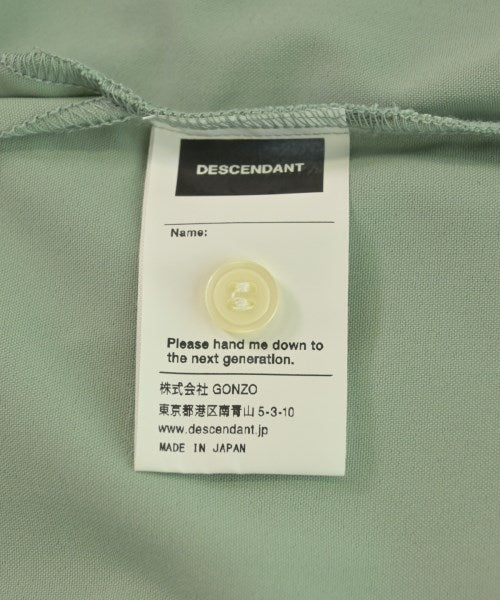 DESCENDANT
Name:
Please hand me down to
the next generation.
株式会社 GONZO
東京都港区南青山 5-3-10
www.descendant.jp
MADE IN JAPAN